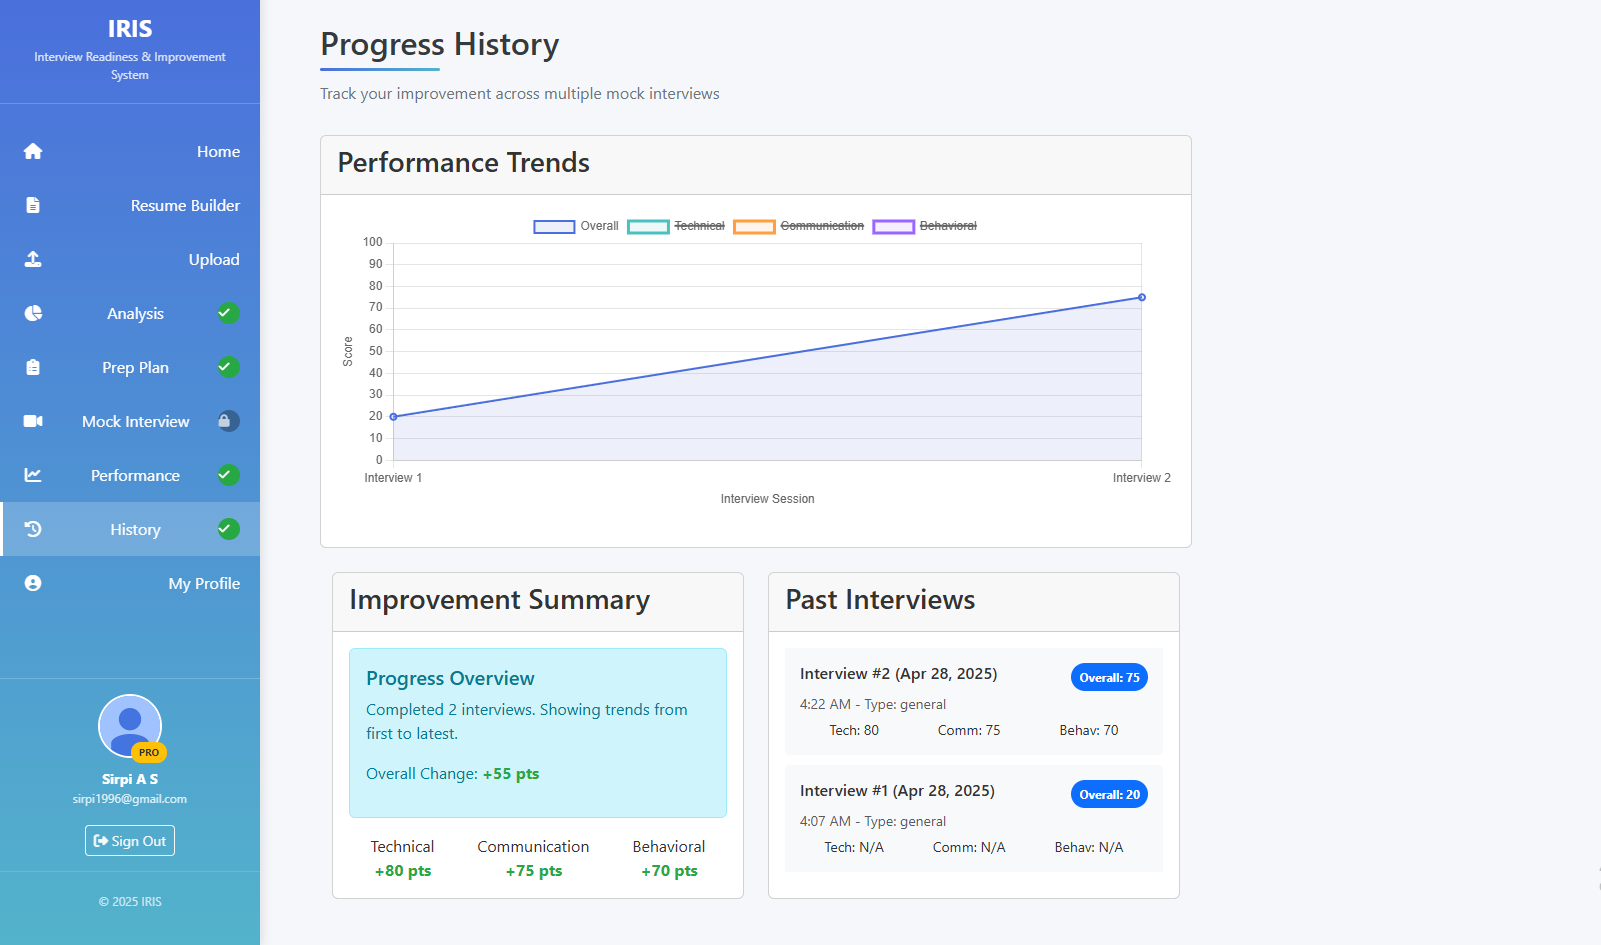 IRIS
Interview Readiness & Improvement
System
Home
Resume Builder
Upload
Analysis
Prep Plan
Mock Interview
Performance
History
My Profile
PRO
Sirpi A S
sirpi1996@gmail.com
Sign Out
© 2025 IRIS
Progress History
Track your improvement across multiple mock interviews
Performance Trends
Overall Technical Communication Behavioral
100
90
80
70
60
50
40
30
20
10
0
Score
Interview 1 Interview 2
Interview Session
Improvement Summary
Progress Overview
Completed 2 interviews. Showing trends from
first to latest.
Overall Change: +55 pts
Technical Communication Behavioral
+80 pts +75 pts +70 pts
Past Interviews
Interview #2 (Apr 28, 2025) Overall: 75
4:22 AM - Type: general
Tech: 80 Comm: 75 Behav: 70
Interview #1 (Apr 28, 2025) Overall: 20
4:07 AM - Type: general
Tech: N/A Comm: N/A Behav: N/A